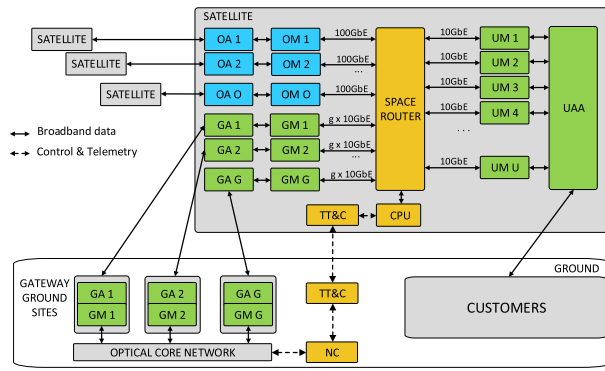 SATELLITE
SATELLITE OA 1 OM 1 100GbE 10GbE UM 1
SATELLITE OA 2 OM 2 100GbE 10GbE UM 2
...
SATELLITE OA O OM O 100GbE SPACE ROUTER 10GbE UM 3 UAA
Broadband data GA 1 GM 1 g x 10GbE 10GbE UM 4
...
Control & Telemetry GA 2 GM 2 g x 10GbE
...
GA G GM G g x 10GbE 10GbE UM U
TT&C CPU
GROUND
GATEWAY
GROUND
SITES
GA 1 GA 2 GA G TT&C
GM 1 GM 2 GM G CUSTOMERS
OPTICAL CORE NETWORK NC